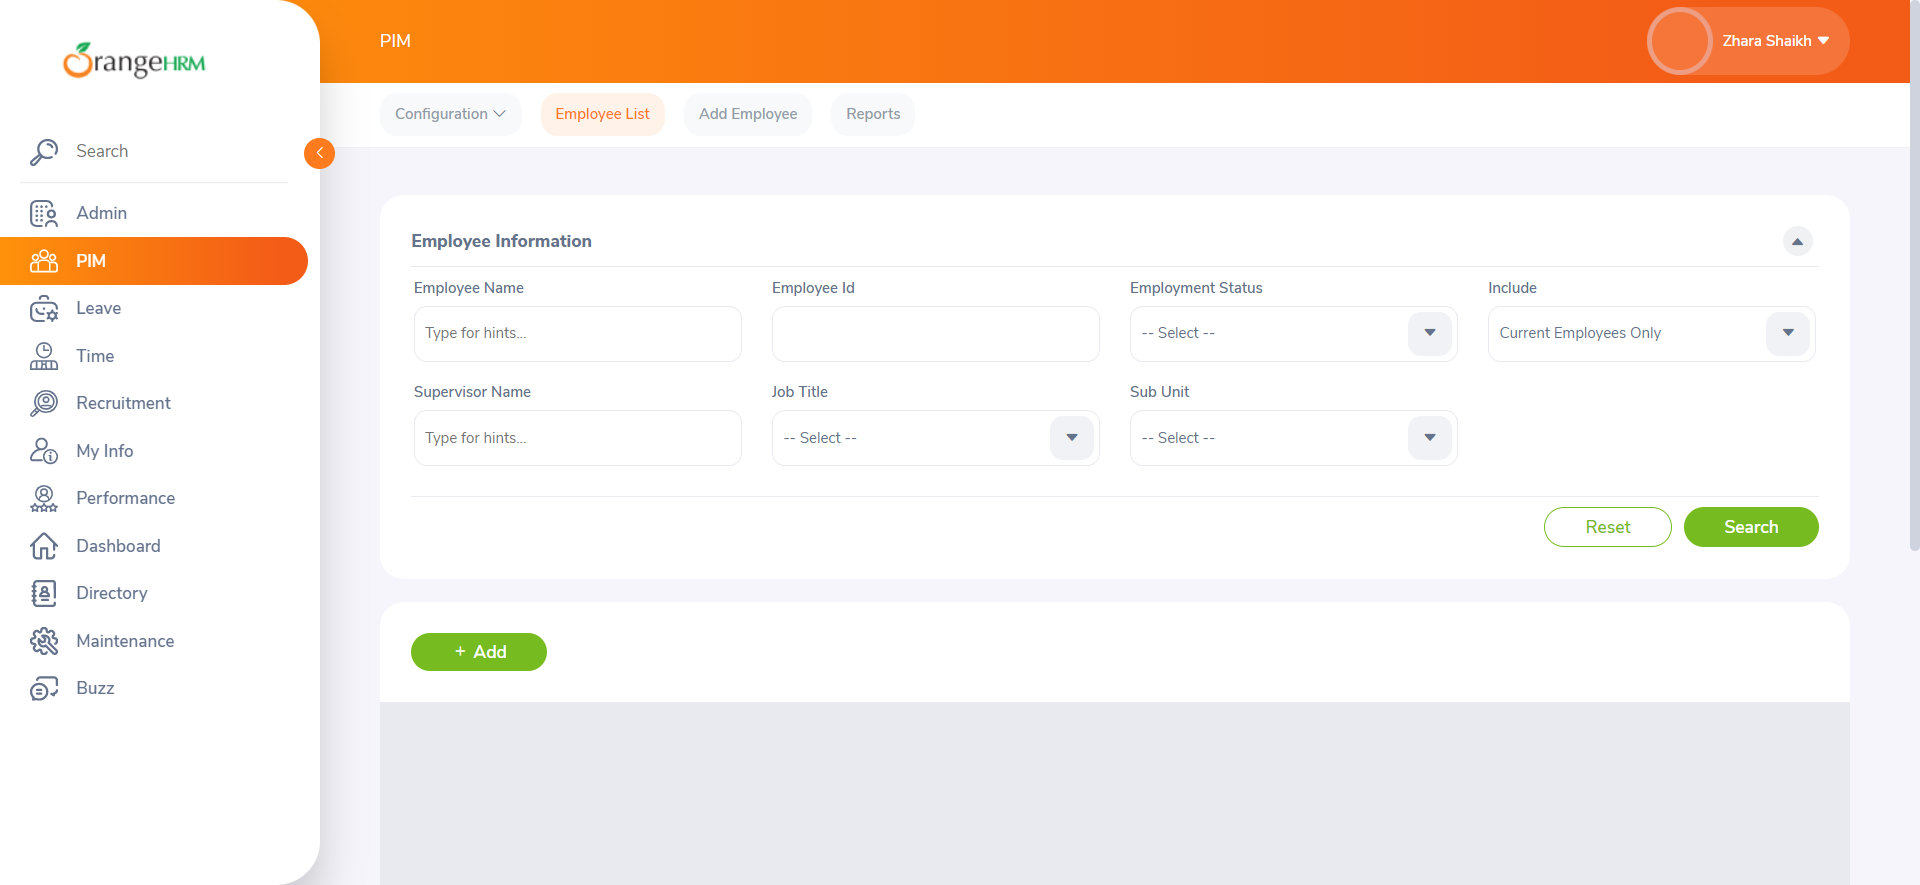 OrangeHRM
PIM
Zhara Shaikh
Configuration
Employee List
Add Employee
Reports
Search
Admin
PIM
Leave
Time
Recruitment
My Info
Performance
Dashboard
Directory
Maintenance
Buzz
Employee Information
Employee Name
Employee Id
Employment Status
Include
Type for hints...
-- Select --
Current Employees Only
Supervisor Name
Job Title
Sub Unit
Type for hints...
-- Select --
-- Select --
Reset
Search
+ Add